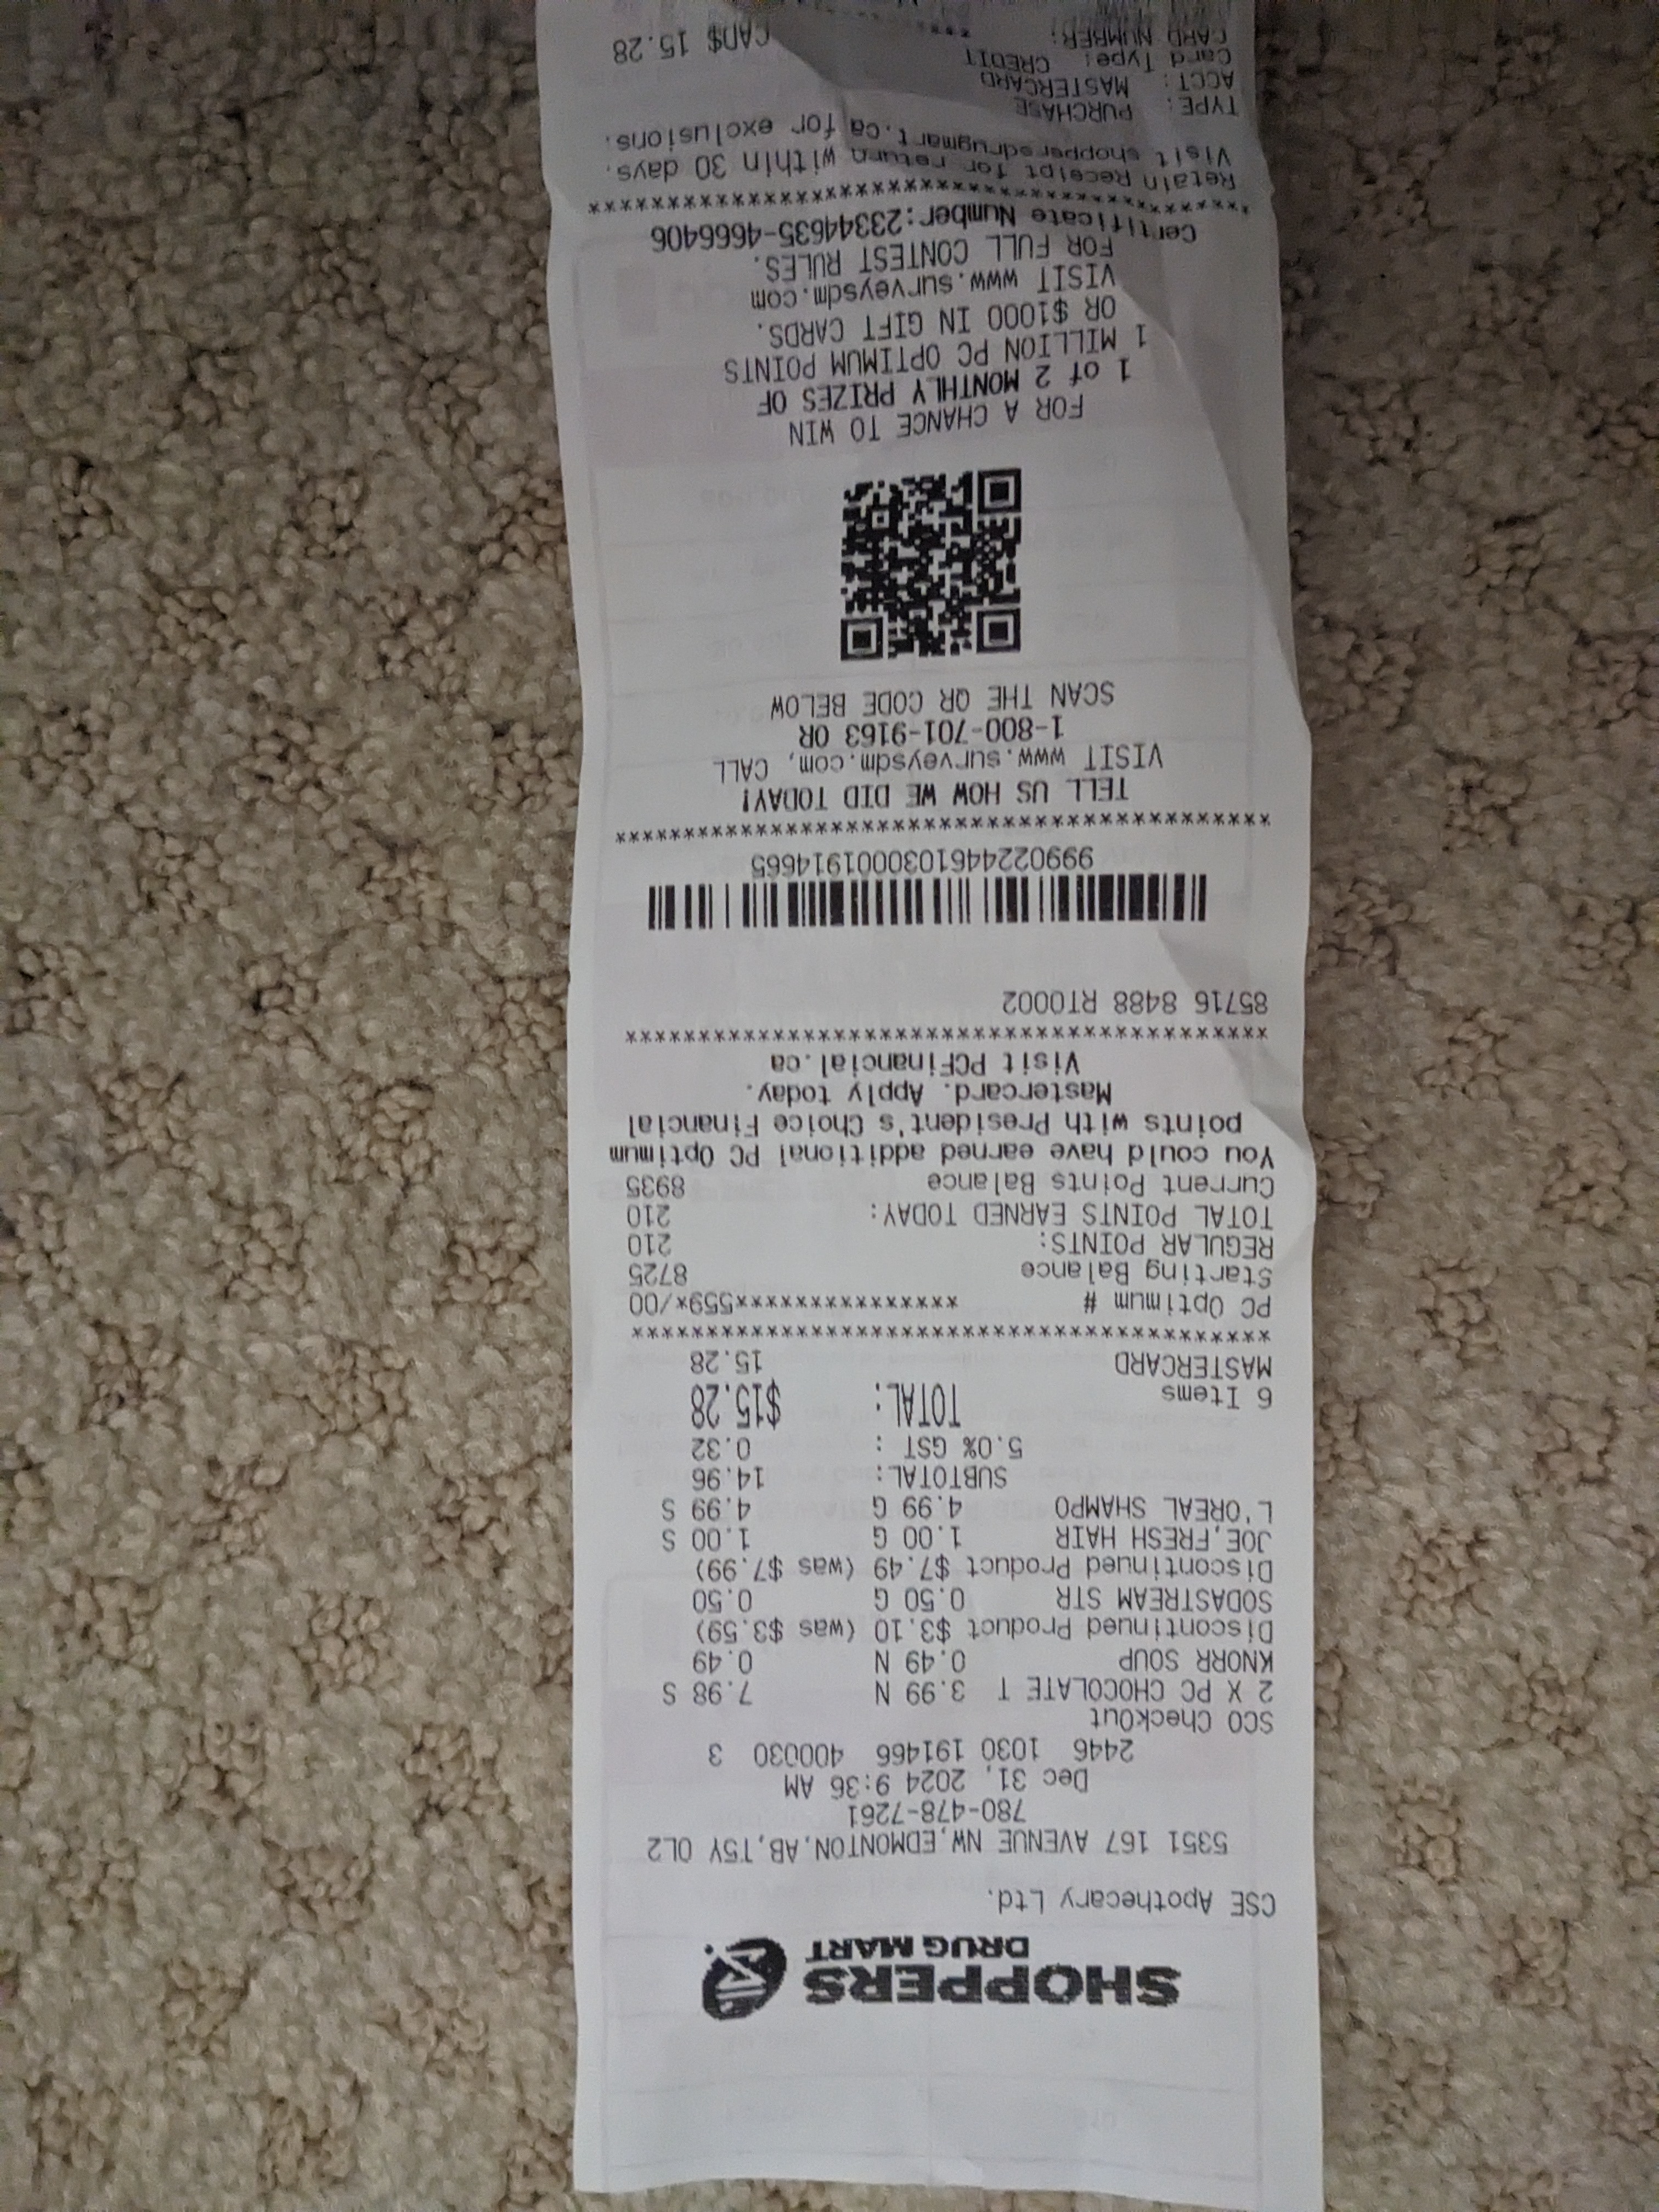 SHOPPERS
DRUG MART
CSE Apothecary Ltd.
5351 167 AVENUE NW,EDMONTON,AB,T5Y 0L2
780-478-7261
Dec 31, 2024 9:36 AM
2446 1030 191466 400030 3
SCO CheckOut
2 X PC CHOCOLATE T 3.99 N 7.98 S
KNORR SOUP 0.49 N 0.49
Discontinued Product $3.10 (was $3.59)
SODASTREAM STR 0.50 G 0.50
Discontinued Product $7.49 (was $7.99)
JOE,FRESH HAIR 1.00 G 1.00 S
L'OREAL SHAMPO 4.99 G 4.99 S
SUBTOTAL: 14.96
5.0% GST : 0.32
6 Items TOTAL: $15.28
MASTERCARD 15.28
********************************************
PC Optimum # ****************559*/00
Starting Balance 8725
REGULAR POINTS: 210
TOTAL POINTS EARNED TODAY: 210
Current Points Balance 8935
You could have earned additional PC Optimum
points with President's Choice Financial
Mastercard. Apply today.
Visit PCFinancial.ca
********************************************
85716 8488 RT0002
9990224461030001914665
********************************************
TELL US HOW WE DID TODAY!
VISIT www.surveysdm.com, CALL
1-800-701-9163 OR
SCAN THE QR CODE BELOW
FOR A CHANCE TO WIN
1 of 2 MONTHLY PRIZES OF
1 MILLION PC OPTIMUM POINTS
OR $1000 IN GIFT CARDS.
VISIT www.surveysdm.com
FOR FULL CONTEST RULES.
Certificate Number:23344635-4666406
********************************************
Retain Receipt for return within 30 days.
Visit shoppersdrugmart.ca for exclusions.
TYPE: PURCHASE
ACCT: MASTERCARD
Card Type: CREDIT
CAD$ 15.28
CARD NUMBER: